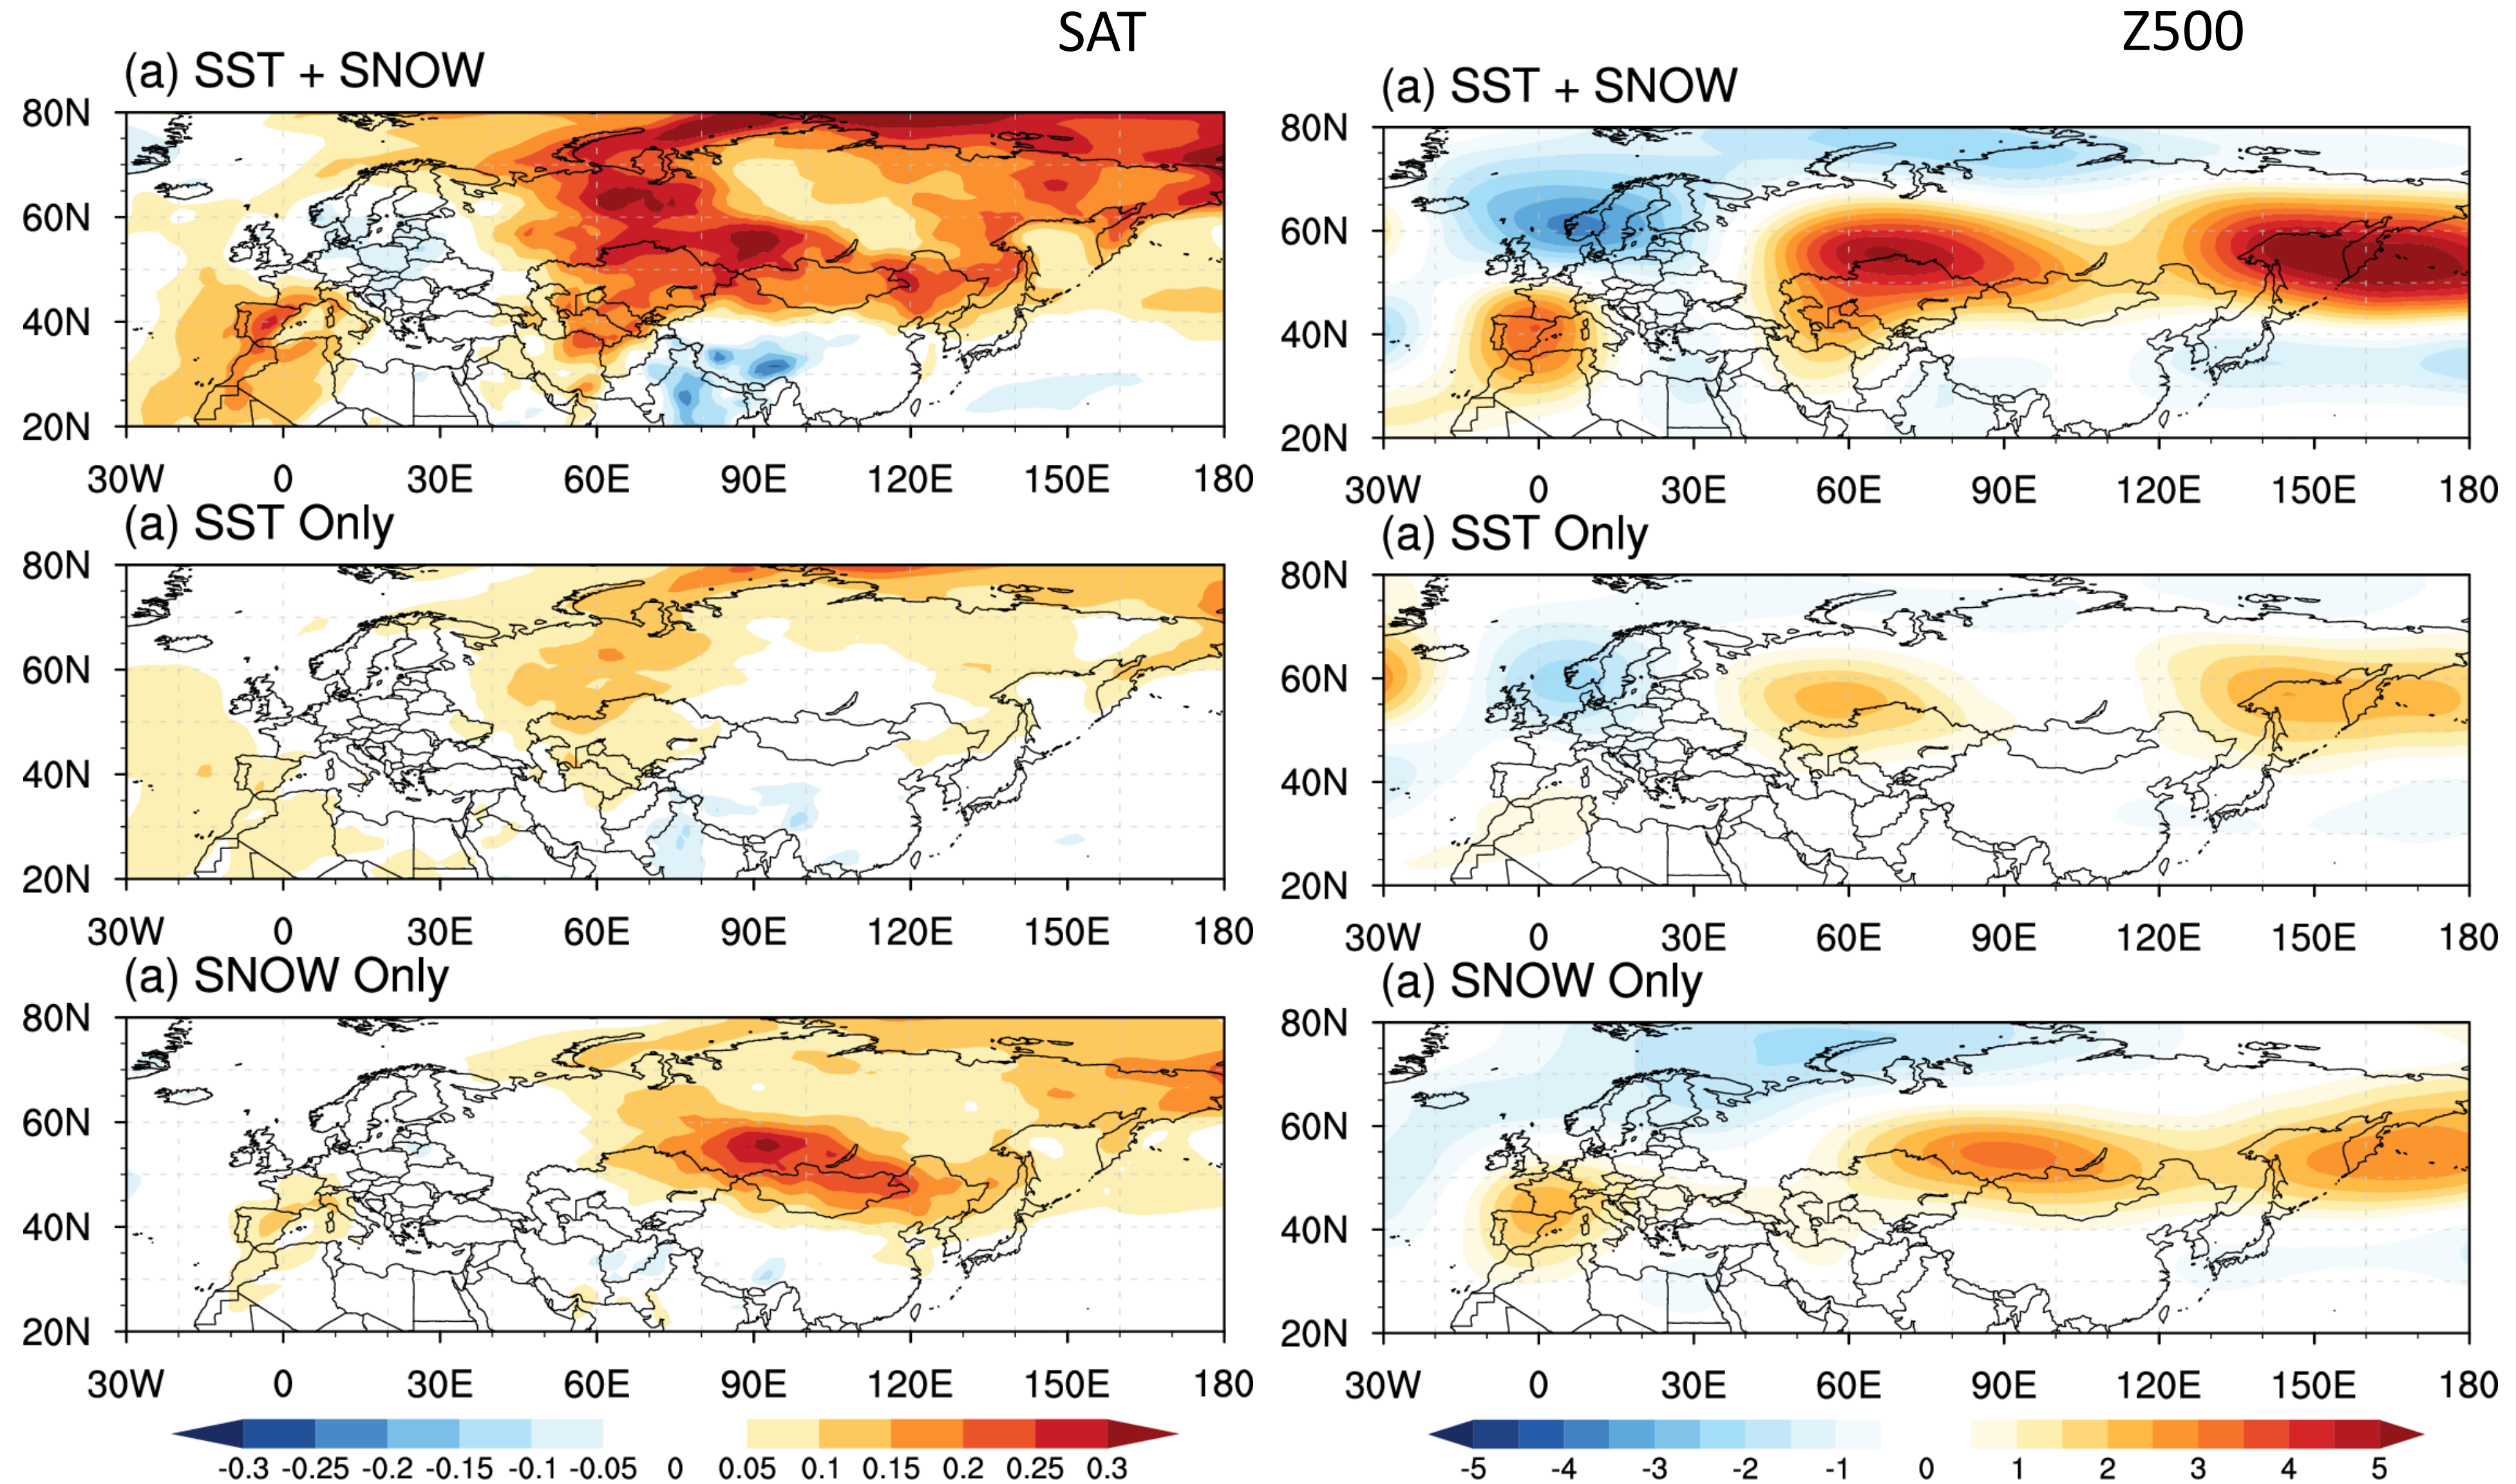 SAT
(a) SST + SNOW
80N
60N
40N
20N
30W 0 30E 60E 90E 120E 150E 180
(a) SST Only
80N
60N
40N
20N
30W 0 30E 60E 90E 120E 150E 180
(a) SNOW Only
80N
60N
40N
20N
30W 0 30E 60E 90E 120E 150E 180
-0.3 -0.25 -0.2 -0.15 -0.1 -0.05 0 0.05 0.1 0.15 0.2 0.25 0.3
Z500
(a) SST + SNOW
80N
60N
40N
20N
30W 0 30E 60E 90E 120E 150E 180
(a) SST Only
80N
60N
40N
20N
30W 0 30E 60E 90E 120E 150E 180
(a) SNOW Only
80N
60N
40N
20N
30W 0 30E 60E 90E 120E 150E 180
-5 -4 -3 -2 -1 0 1 2 3 4 5